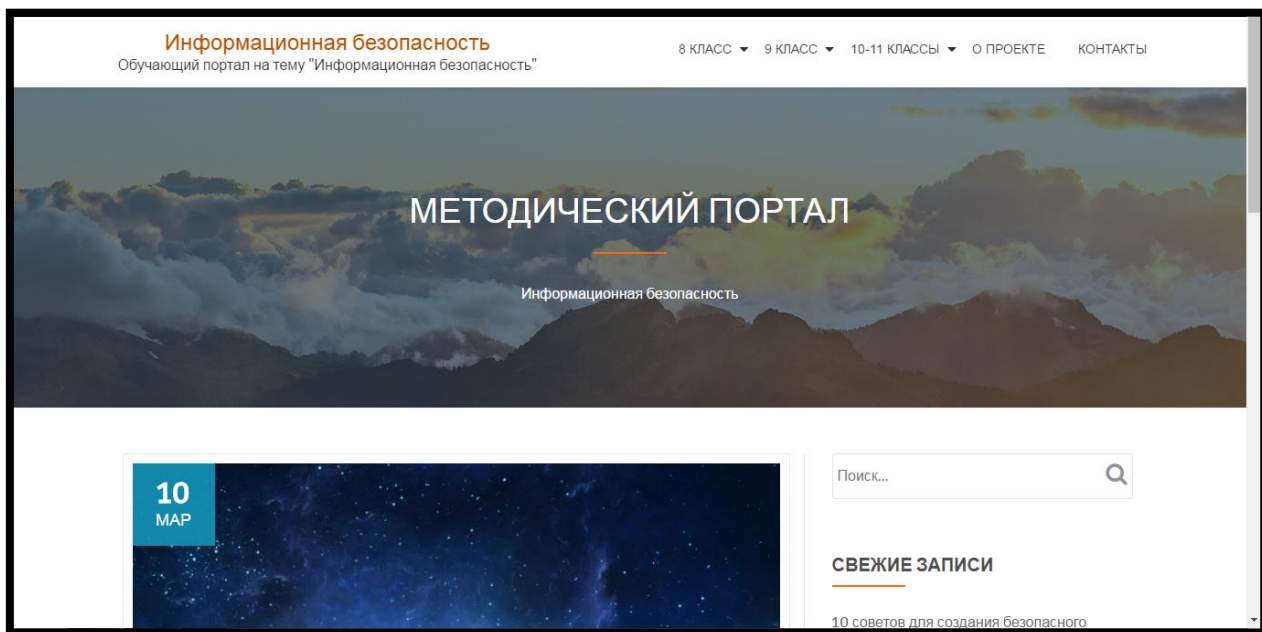 Информационная безопасность
Обучающий портал на тему "Информационная безопасность"
8 КЛАСС 9 КЛАСС 10-11 КЛАССЫ О ПРОЕКТЕ КОНТАКТЫ
МЕТОДИЧЕСКИЙ ПОРТАЛ
Информационная безопасность
10
МАР
Поиск...
СВЕЖИЕ ЗАПИСИ
10 советов для создания безопасного